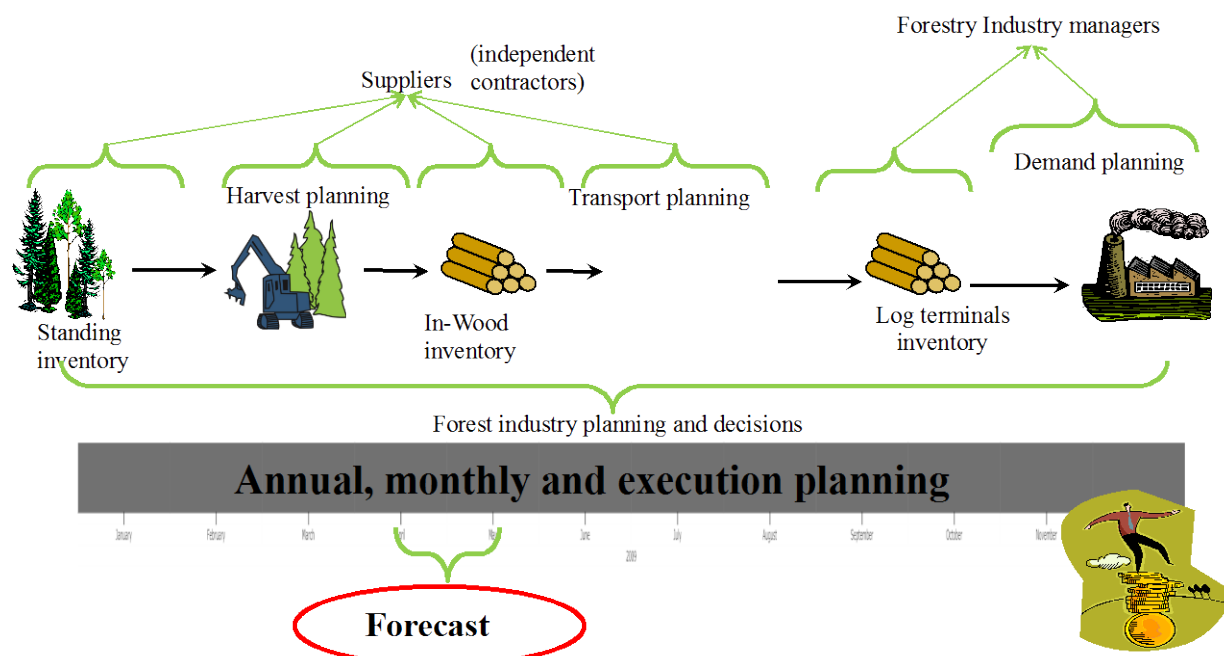 Forestry Industry managers
(independent
Suppliers
contractors)
Demand planning
Harvest planning
Transport planning
Standing
inventory
In-Wood
inventory
Log terminals
inventory
Forest industry planning and decisions
Annual, monthly and execution planning
January February March April May June July August September October November
2009
Forecast